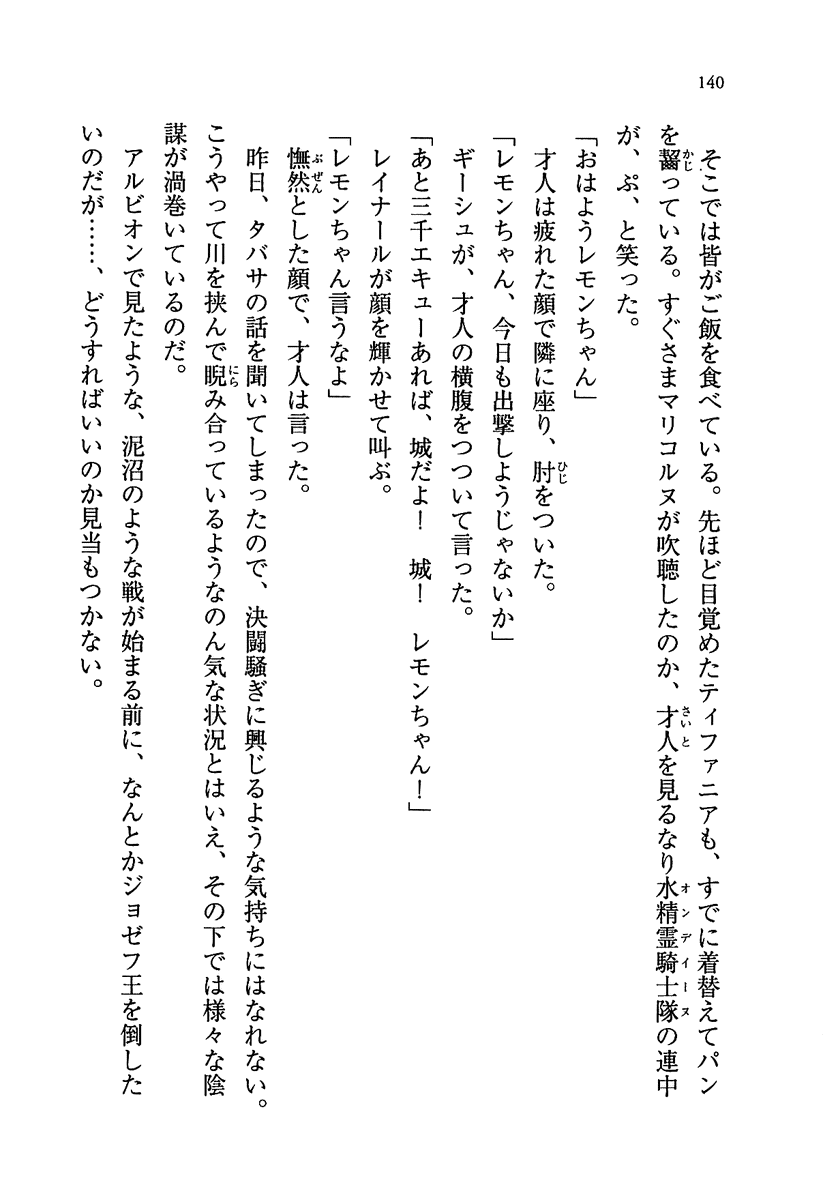 140
そこでは皆がご飯を食べている。先ほど目覚めたティファニアも、すでに着替えてパン
を齧っている。すぐさまマリコルヌが吹聴したのか、才人を見るなり水精霊騎士隊の連中
が、ぷ、と笑った。
「おはようレモンちゃん」
才人は疲れた顔で隣に座り、肘をついた。
「レモンちゃん、今日も出撃しようじゃないか」
ギーシュが、才人の横腹をつついて言った。
「あと三千エキューあれば、城だよ！　城！　レモンちゃん！」
レイナールが顔を輝かせて叫ぶ。
「レモンちゃん言うなよ」
憮然とした顔で、才人は言った。
昨日、タバサの話を聞いてしまったので、決闘騒ぎに興じるような気持ちにはなれない。
こうやって川を挟んで睨み合っているようなのん気な状況とはいえ、その下では様々な陰
謀が渦巻いているのだ。
アルビオンで見たような、泥沼のような戦が始まる前に、なんとかジョゼフ王を倒した
いのだが……、どうすればいいのか見当もつかない。